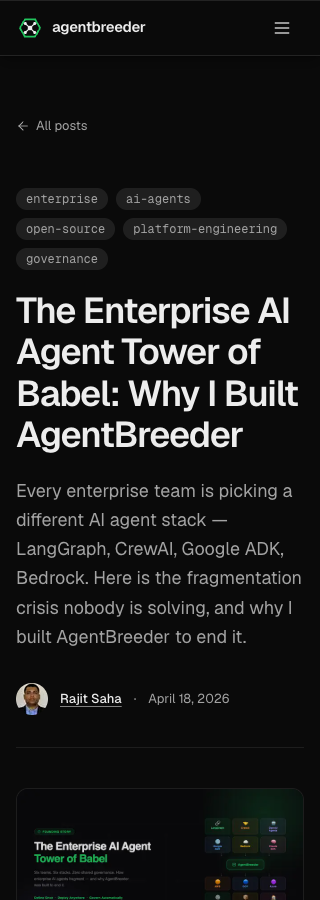 agentbreeder
← All posts
enterprise
ai-agents
open-source
platform-engineering
governance
The Enterprise AI
Agent Tower of
Babel: Why I Built
AgentBreeder
Every enterprise team is picking a
different AI agent stack —
LangGraph, CrewAI, Google ADK,
Bedrock. Here is the fragmentation
crisis nobody is solving, and why I
built AgentBreeder to end it.
Rajit Saha · April 18, 2026
The Enterprise AI Agent
Tower of Babel
AgentBreeder